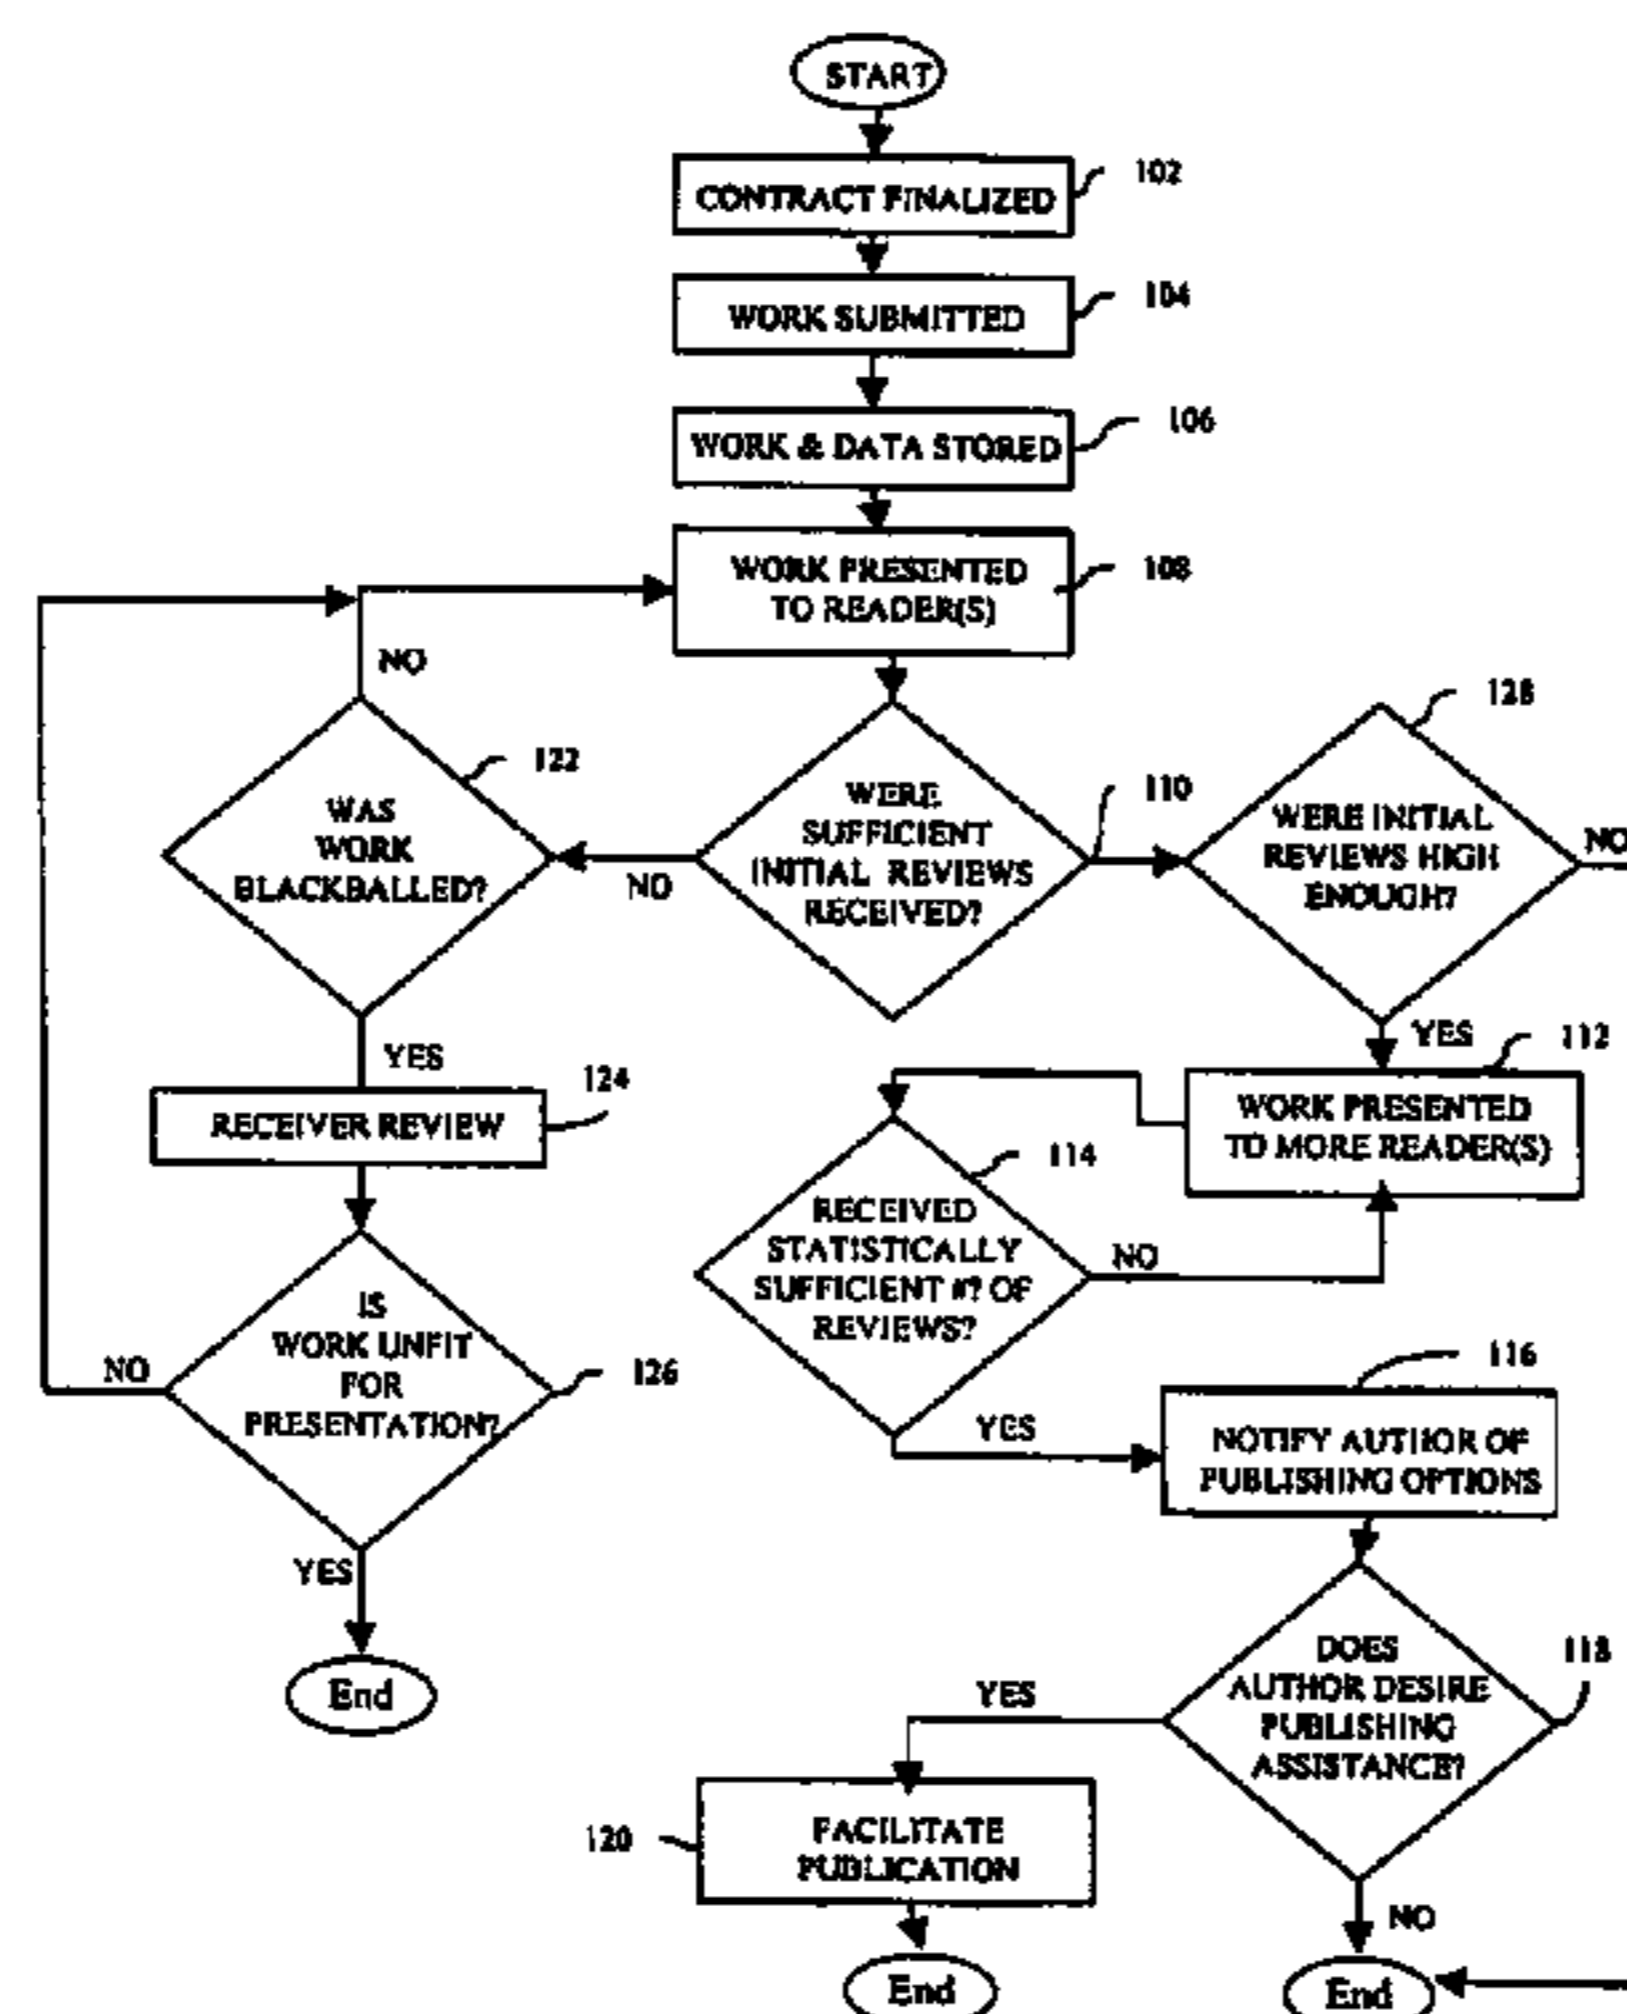 START
CONTRACT FINALIZED
102
WORK SUBMITTED
104
WORK & DATA STORED
106
WORK PRESENTED
TO READER(S)
108
NO
122
WAS
WORK
BLACKBALLED?
NO
WERE
SUFFICIENT
INITIAL REVIEWS
RECEIVED?
110
128
WERE INITIAL
REVIEWS HIGH
ENOUGH?
NO
YES
YES
112
124
RECEIVER REVIEW
WORK PRESENTED
TO MORE READER(S)
114
RECEIVED
STATISTICALLY
SUFFICIENT #? OF
REVIEWS?
NO
IS
WORK UNFIT
FOR
PRESENTATION?
NO
126
YES
116
NOTIFY AUTHOR OF
PUBLISHING OPTIONS
YES
End
DOES
AUTHOR DESIRE
PUBLISHING
ASSISTANCE?
118
YES
120
FACILITATE
PUBLICATION
NO
End
End